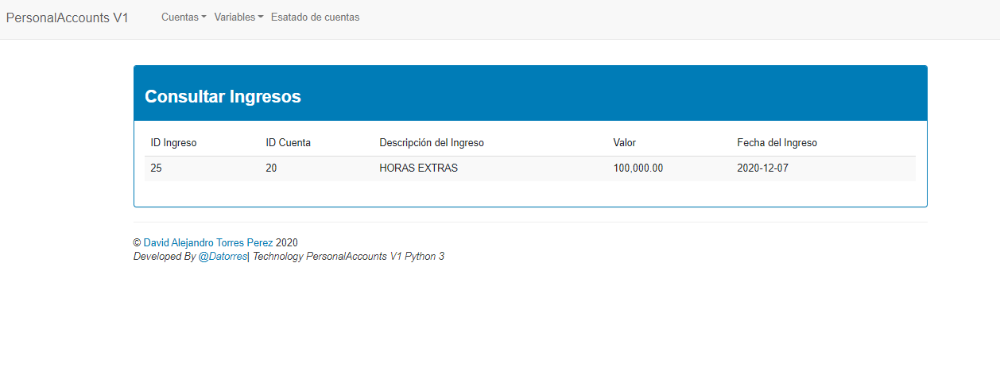 PersonalAccounts V1 Cuentas Variables Esatado de cuentas
Consultar Ingresos
ID Ingreso ID Cuenta Descripción del Ingreso Valor Fecha del Ingreso
25 20 HORAS EXTRAS 100,000.00 2020-12-07
© David Alejandro Torres Perez 2020
Developed By @Datorres| Technology PersonalAccounts V1 Python 3